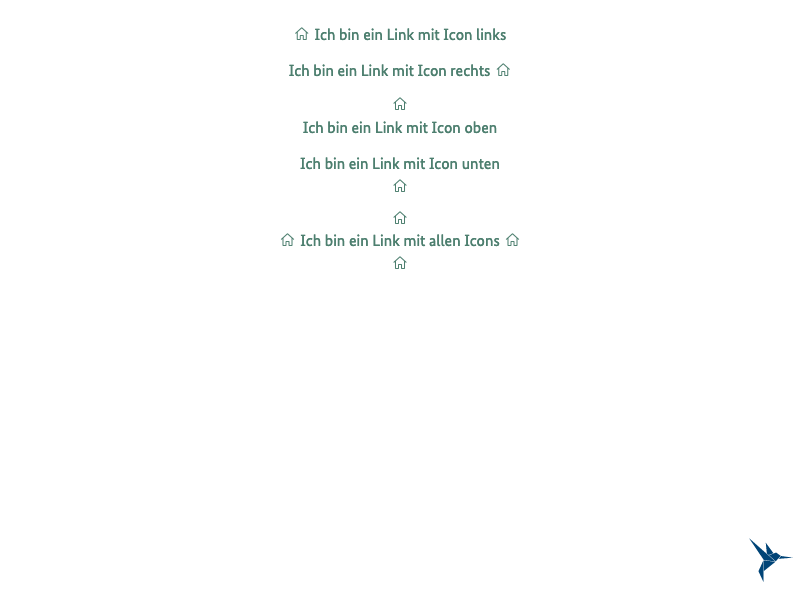 Ich bin ein Link mit Icon links
Ich bin ein Link mit Icon rechts
Ich bin ein Link mit Icon oben
Ich bin ein Link mit Icon unten
Ich bin ein Link mit allen Icons